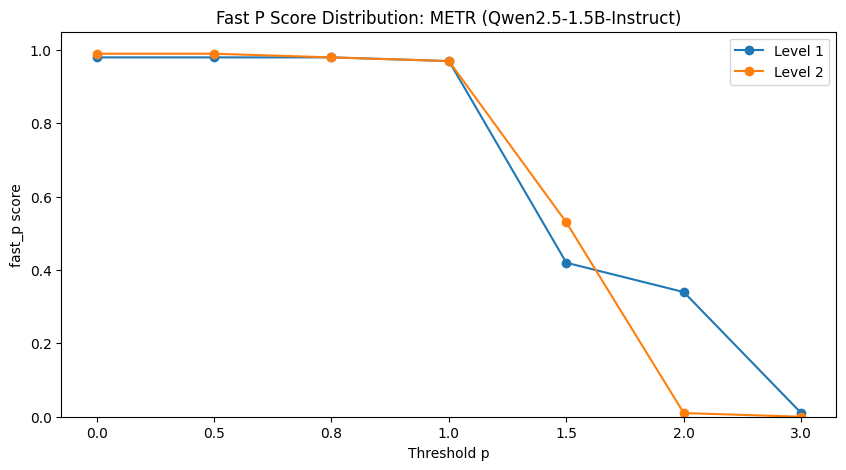 Fast P Score Distribution: METR (Qwen2.5-1.5B-Instruct)
Level 1
Level 2
fast_p score
1.0
0.8
0.6
0.4
0.2
0.0
0.0 0.5 0.8 1.0 1.5 2.0 3.0
Threshold p